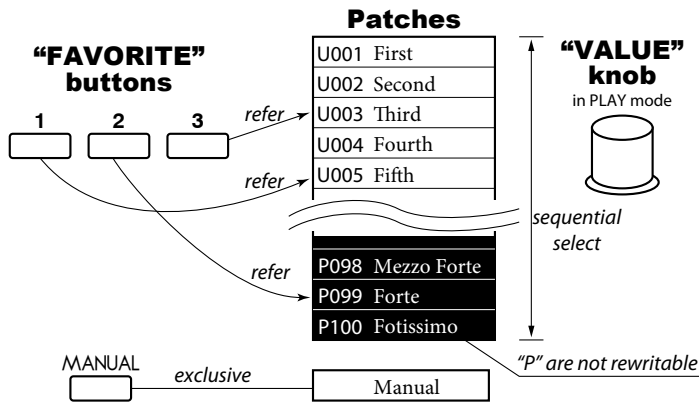 Patches
“FAVORITE”
buttons
1 2 3
refer
refer
refer
U001 First
U002 Second
U003 Third
U004 Fourth
U005 Fifth
P098 Mezzo Forte
P099 Forte
P100 Fotissimo
“VALUE”
knob
in PLAY mode
sequential
select
“P” are not rewritable
MANUAL
exclusive
Manual